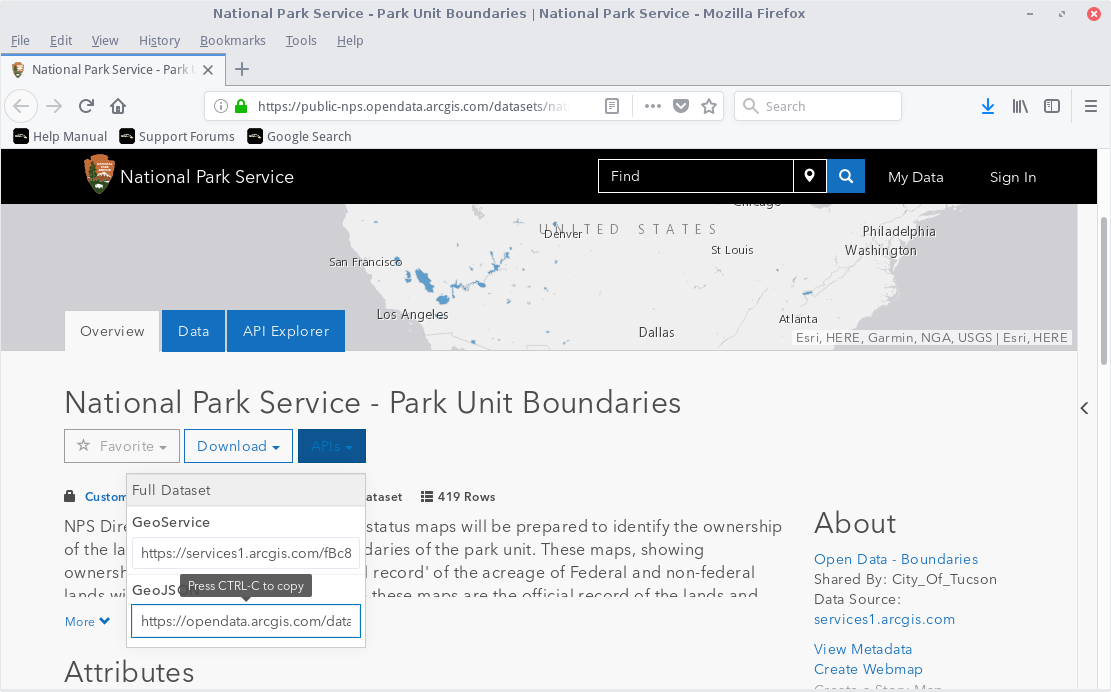 National Park Service - Park Unit Boundaries | National Park Service - Mozilla Firefox
File Edit View History Bookmarks Tools Help
National Park Service - Park U
https://public-nps.opendata.arcgis.com/datasets/nat
Search
Help Manual Support Forums Google Search
National Park Service
Find
My Data
Sign In
Chicago
UNITED STATES
Denver
Philadelphia
St Louis
Washington
San Francisco
Los Angeles
Atlanta
Dallas
Esri, HERE, Garmin, NGA, USGS | Esri, HERE
Overview
Data
API Explorer
National Park Service - Park Unit Boundaries
Favorite
Download
APIs
Full Dataset
Custom
ataset
419 Rows
GeoService
https://services1.arcgis.com/fBc8
Press CTRL-C to copy
GeoJSON
https://opendata.arcgis.com/data
NPS Dire status maps will be prepared to identify the ownership
of the la daries of the park unit. These maps, showing
ownersh l record' of the acreage of Federal and non-federal
lands wi these maps are the official record of the lands and
More
Attributes
About
Open Data - Boundaries
Shared By: City_Of_Tucson
Data Source:
services1.arcgis.com
View Metadata
Create Webmap
Create a Story Map